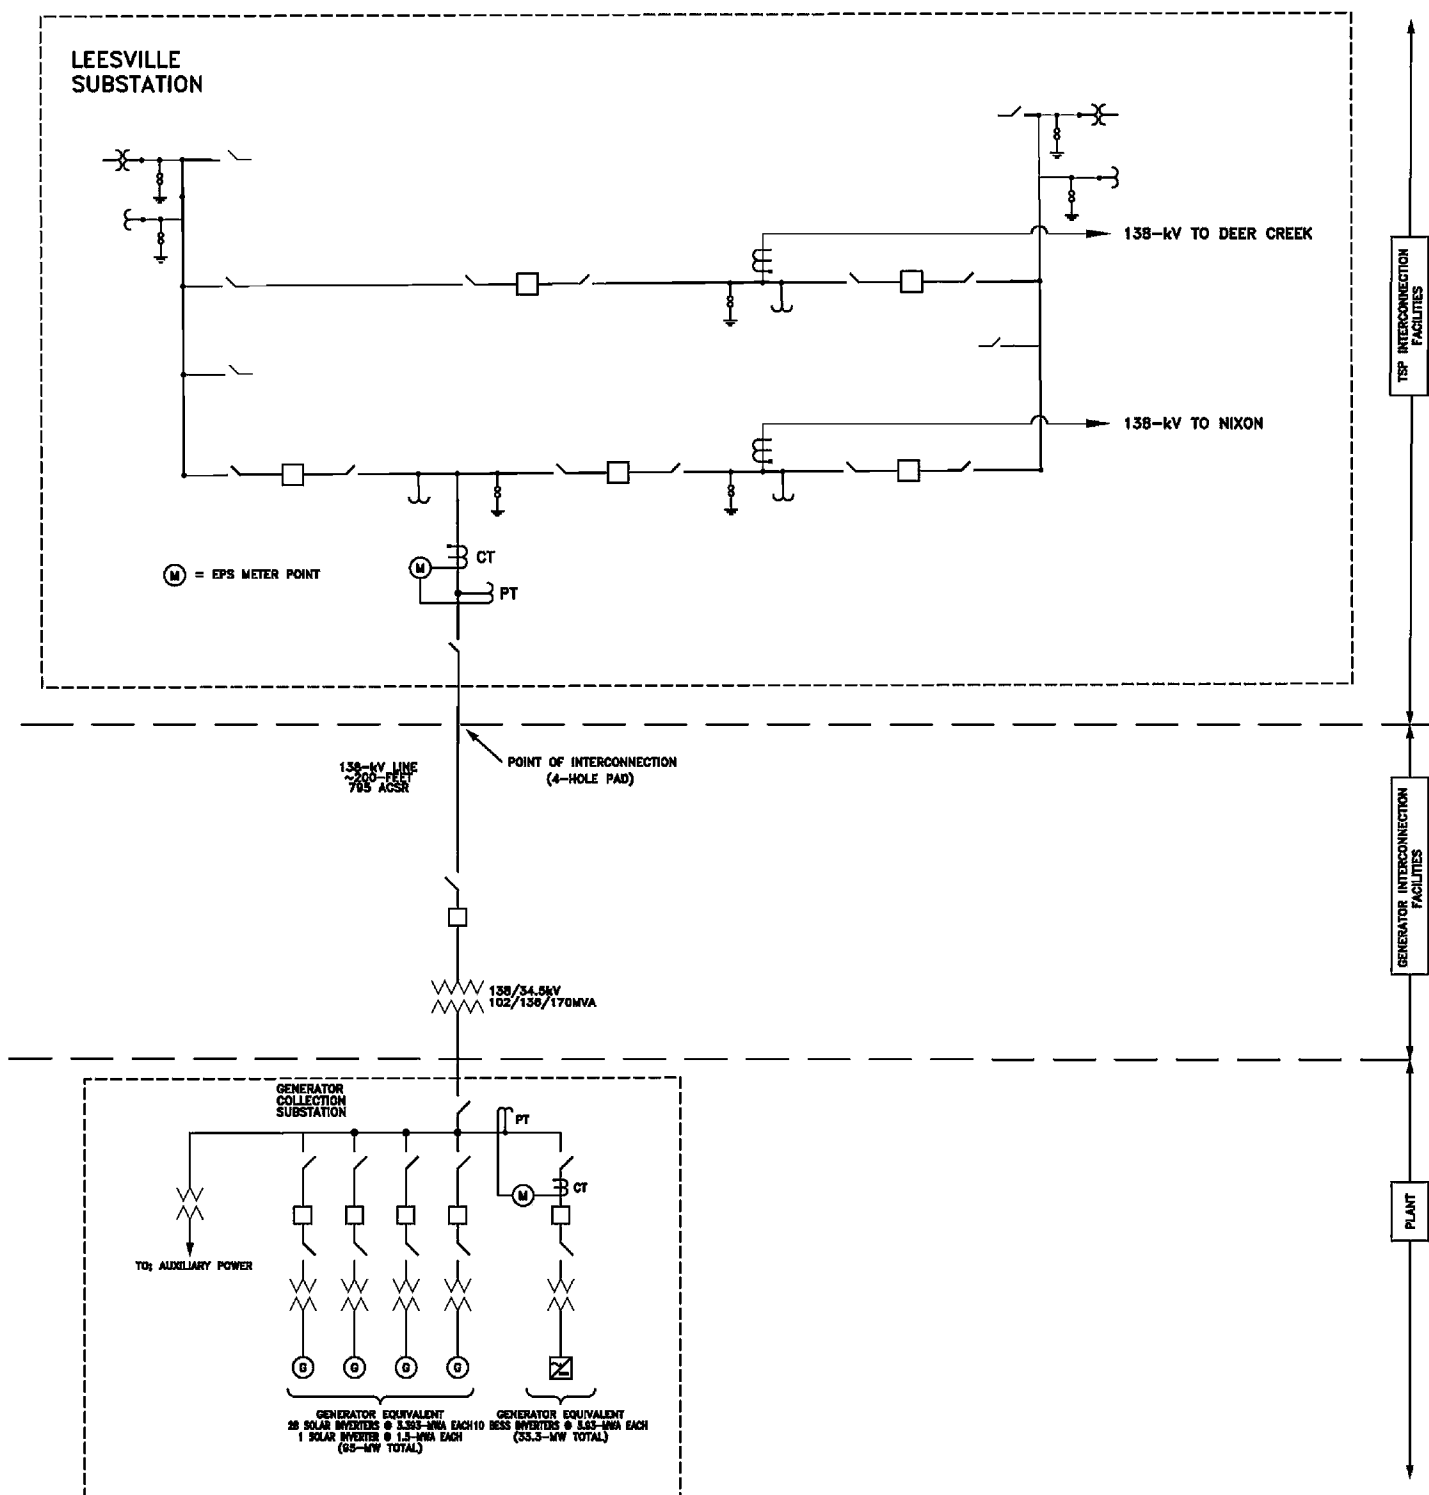 LEESVILLE
SUBSTATION
138-kV TO DEER CREEK
138-kV TO NIXON
CT
M
PT
M = EPS METER POINT
TSP INTERCONNECTION
FACILITIES
POINT OF INTERCONNECTION
(4-HOLE PAD)
138-kV LINE
~200-FEET
795 ACSR
GENERATOR INTERCONNECTION
FACILITIES
138/34.5kV
102/136/170MVA
GENERATOR
COLLECTION
SUBSTATION
PT
CT
M
PLANT
TO: AUXILIARY POWER
G G G G
GENERATOR EQUIVALENT
28 SOLAR INVERTERS @ 3.593-MVA EACH
1 SOLAR INVERTER @ 1.5-MVA EACH
(95-MW TOTAL)
GENERATOR EQUIVALENT
10 BESS INVERTERS @ 3.93-MVA EACH
(33.3-MW TOTAL)